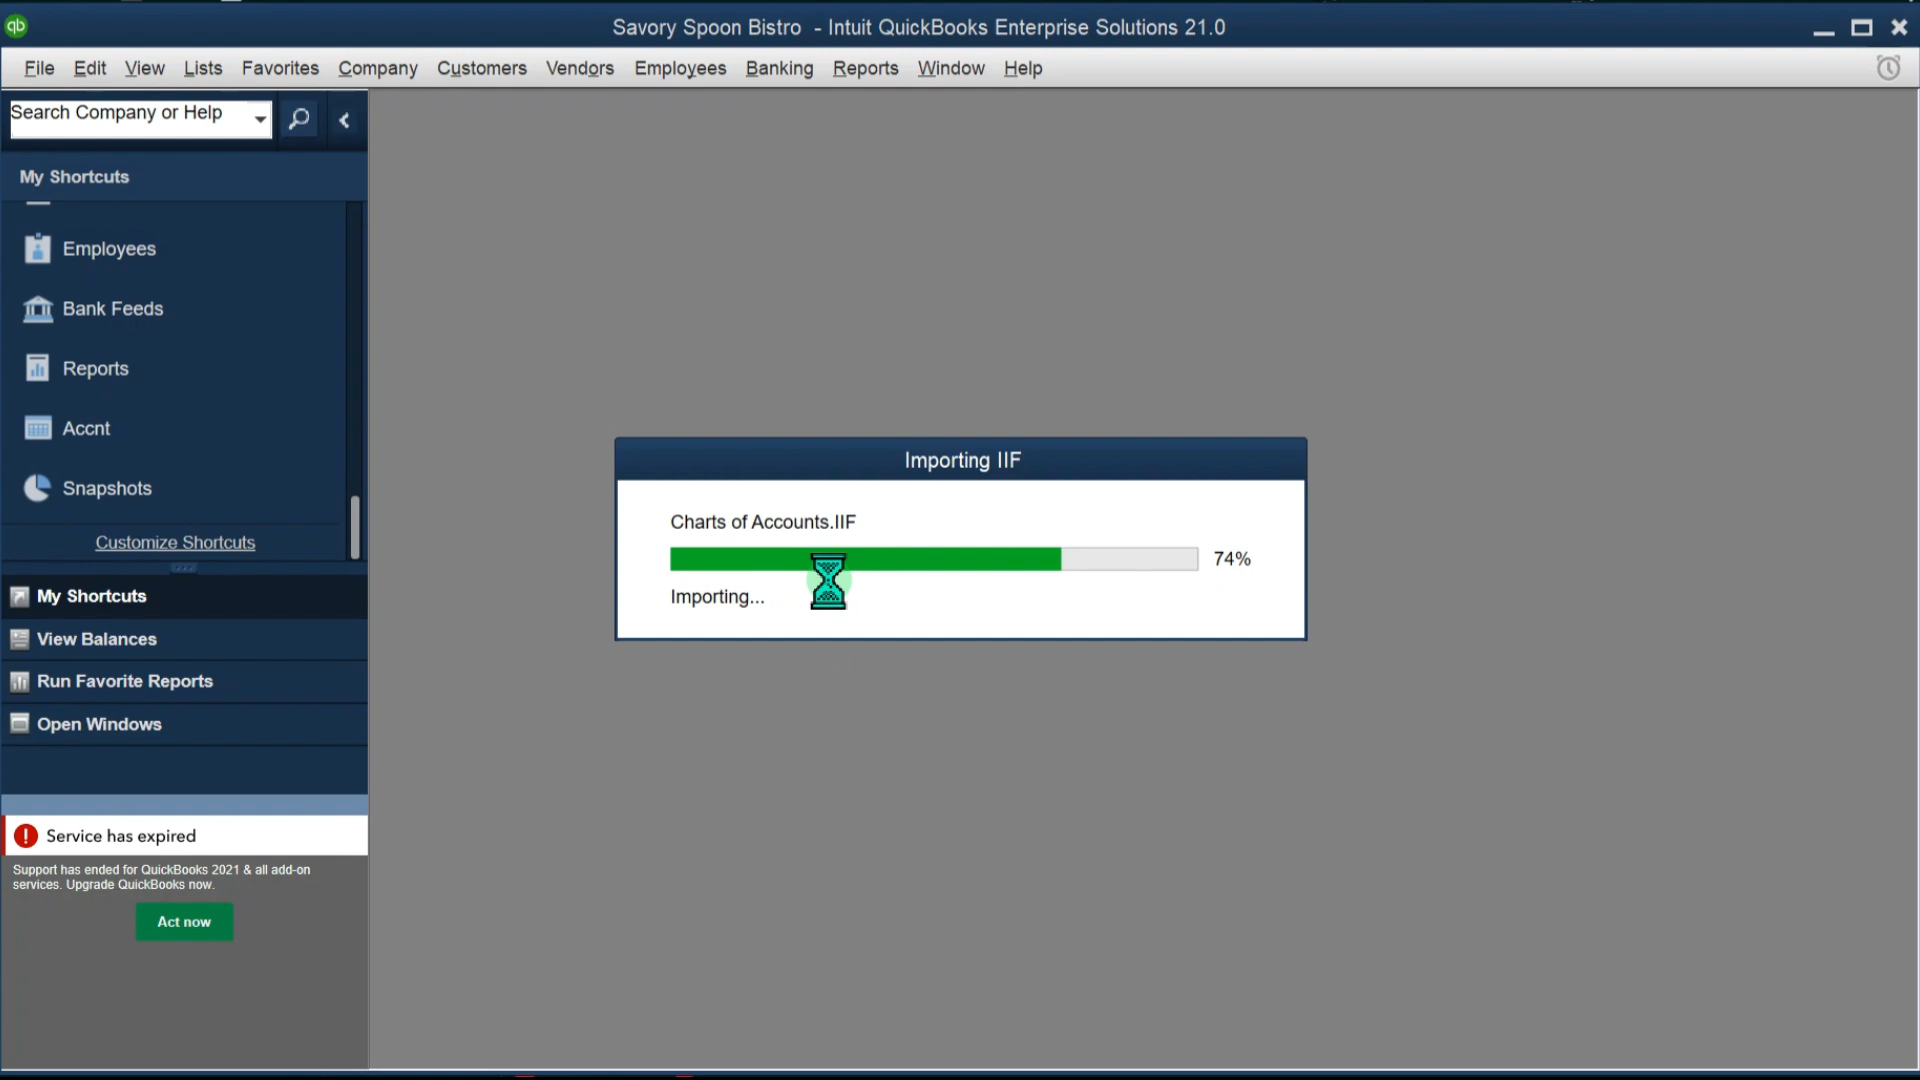 qb
Savory Spoon Bistro - Intuit QuickBooks Enterprise Solutions 21.0
File Edit View Lists Favorites Company Customers Vendors Employees Banking Reports Window Help
Search Company or Help
My Shortcuts
Employees
Bank Feeds
Reports
Accnt
Snapshots
Customize Shortcuts
My Shortcuts
View Balances
Run Favorite Reports
Open Windows
Service has expired
Support has ended for QuickBooks 2021 & all add-on
services. Upgrade QuickBooks now.
Act now
Importing IIF
Charts of Accounts.IIF
74%
Importing...